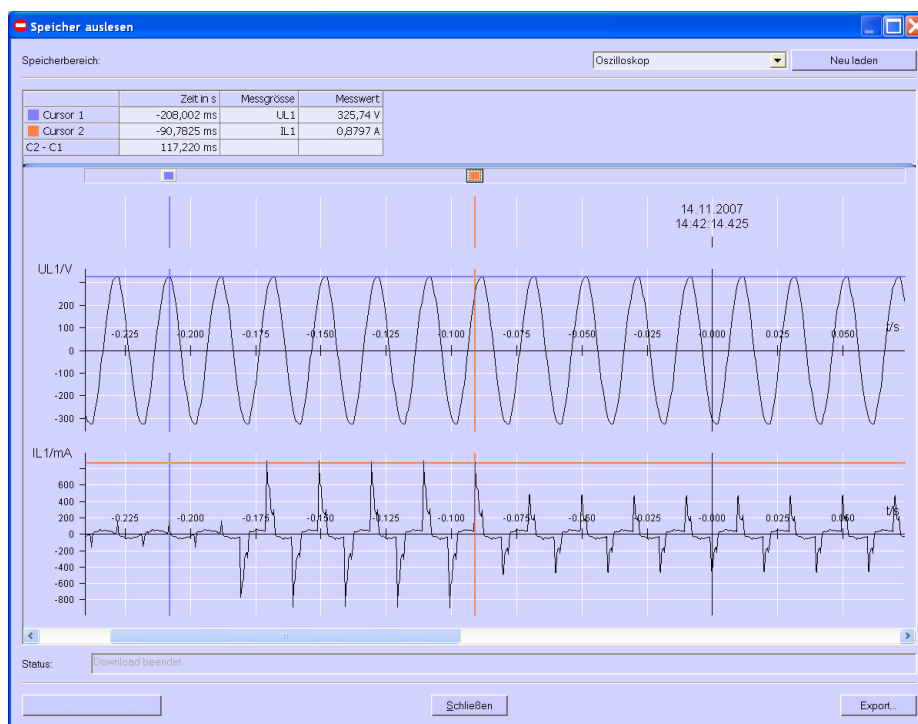 Speicher auslesen
Speicherbereich: Oszilloskop Neu laden
Zeit in s Messgrösse Messwert
Cursor 1 -208,002 ms UL1 325,74 V
Cursor 2 -90,7825 ms IL1 0,8797 A
C2 - C1 117,220 ms
14.11.2007
14:42:14.425
UL1/V
200
100
-0.225 -0.200 -0.175 -0.150 -0.125 -0.100 -0.075 -0.050 -0.025 -0.000 0.025 0.050 t/s
0
-100
-200
-300
IL1/mA
600
400
200
-0.225 -0.200 -0.175 -0.150 -0.125 -0.100 -0.075 -0.050 -0.025 -0.000 0.025 0.050 t/s
0
-200
-400
-600
-800
Status: Download beendet
Schließen Export...